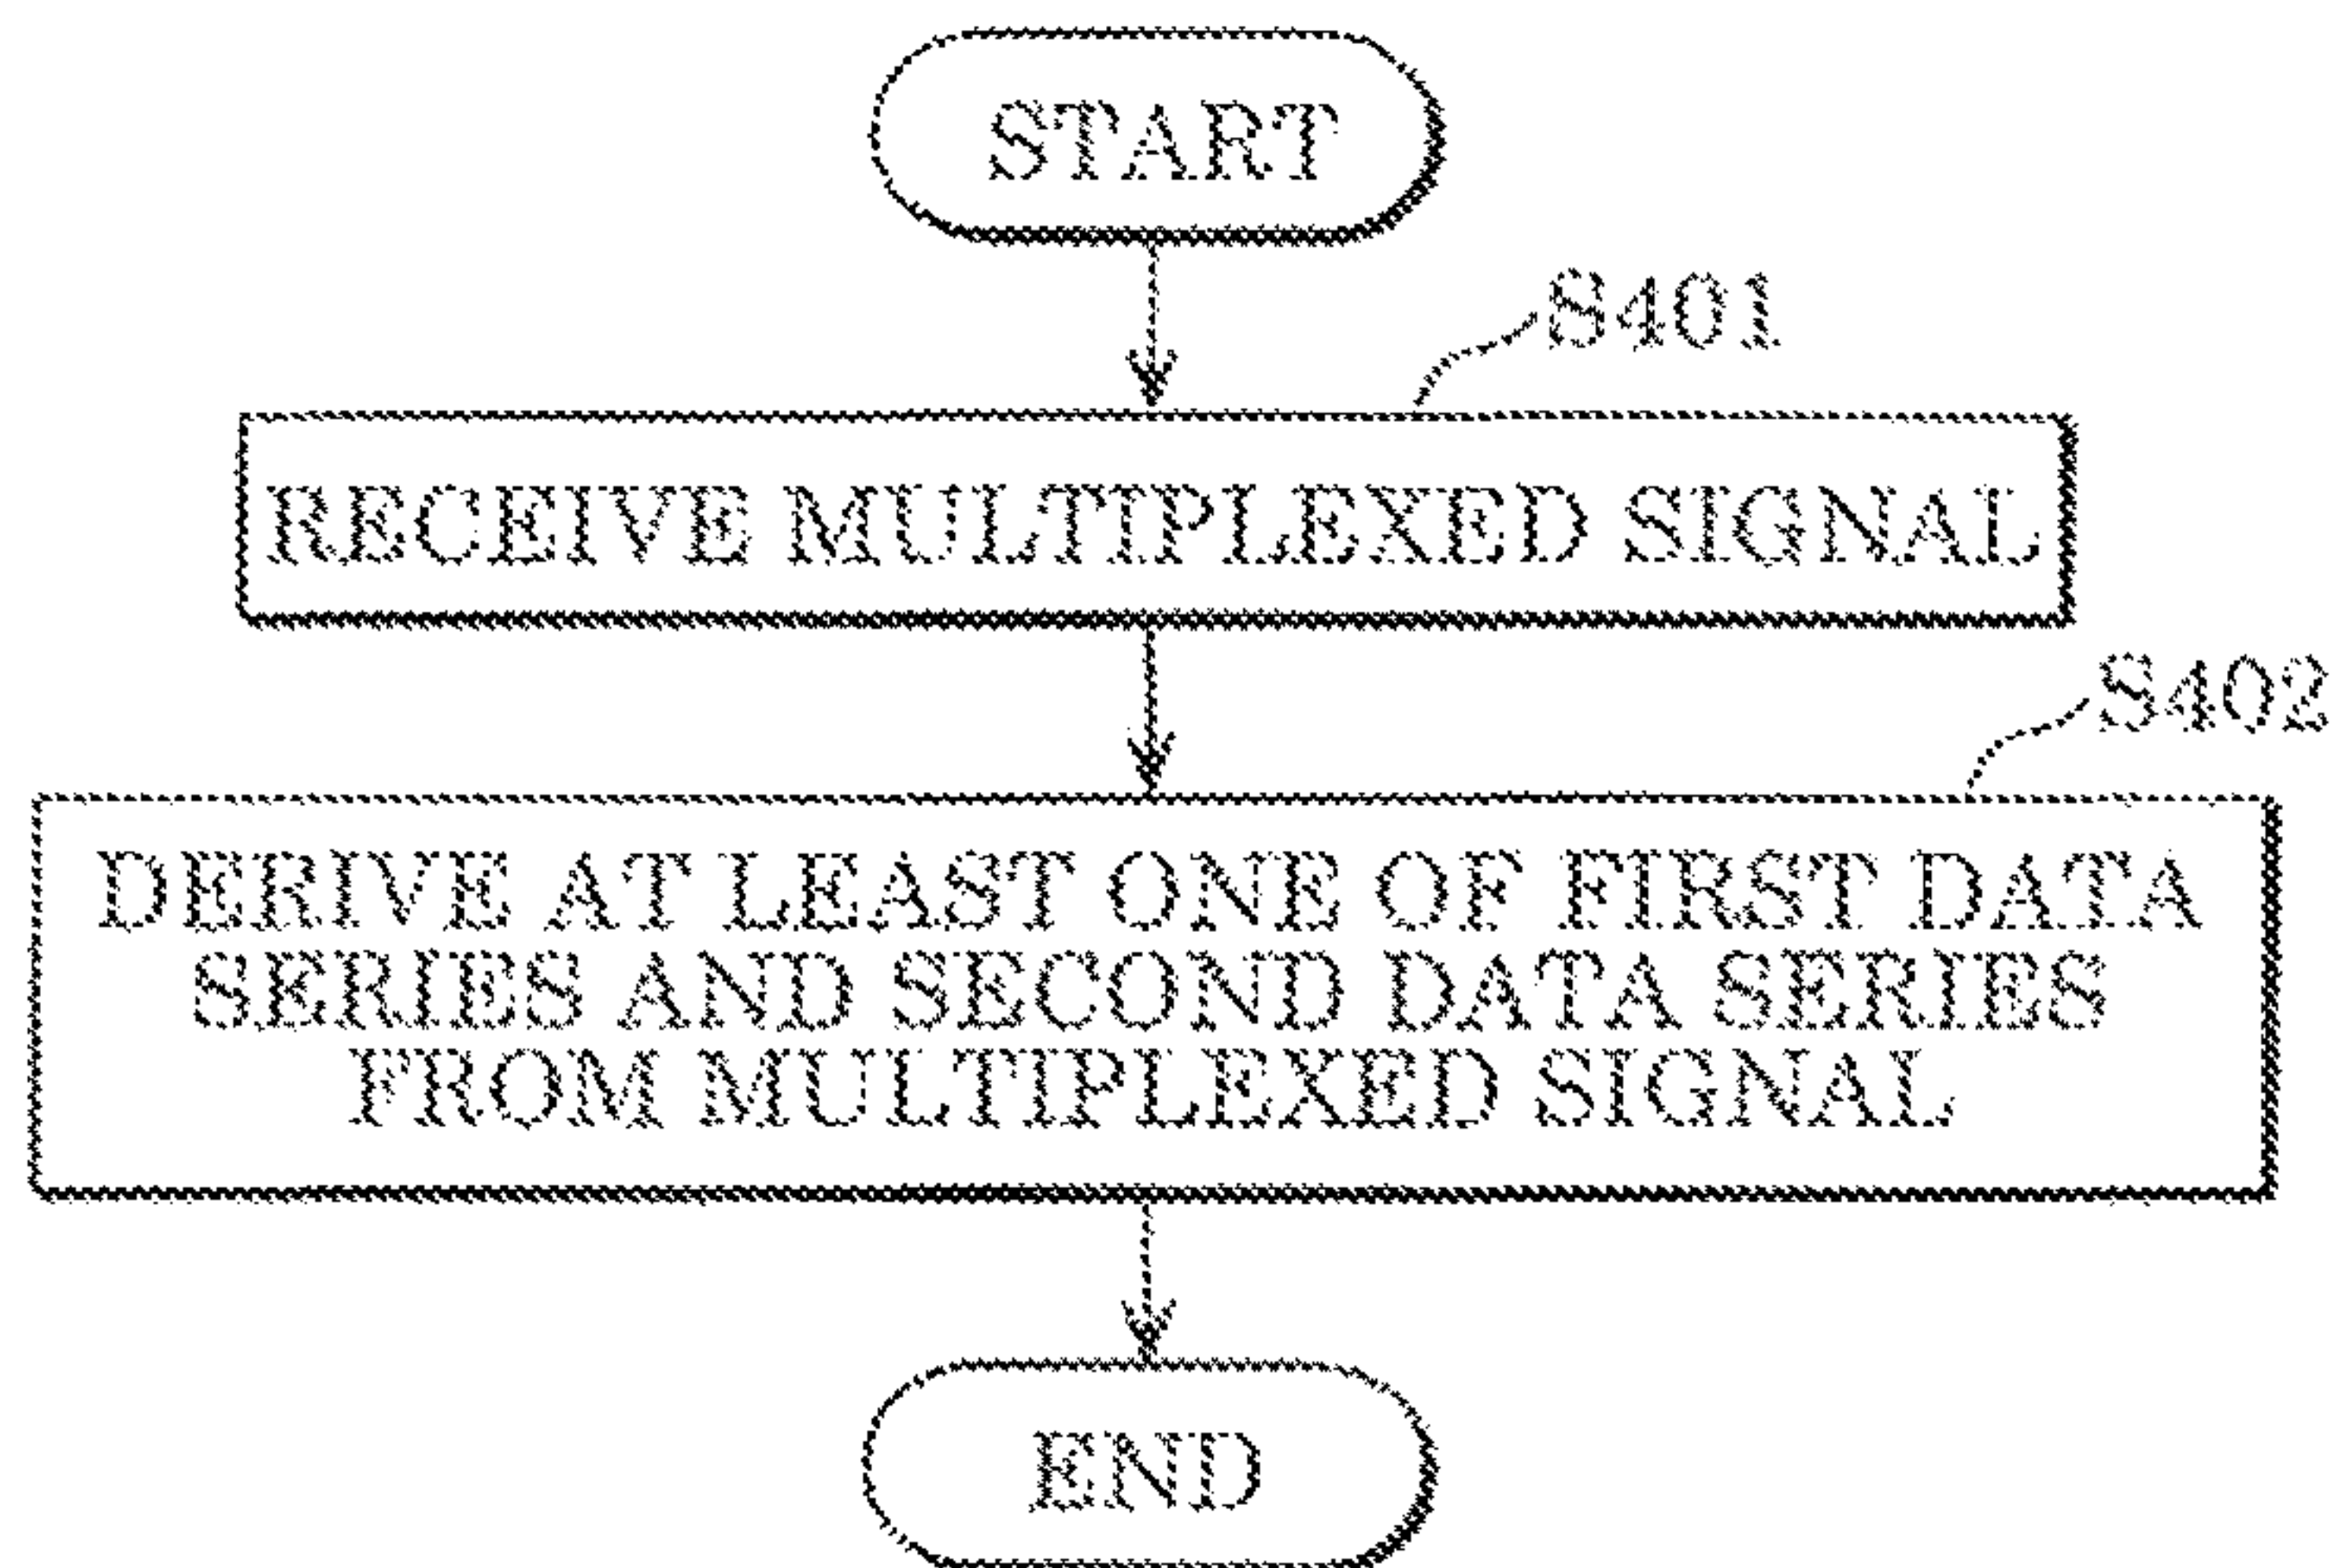 START
S401
RECEIVE MULTIPLEXED SIGNAL
S402
DERIVE AT LEAST ONE OF FIRST DATA
SERIES AND SECOND DATA SERIES
FROM MULTIPLEXED SIGNAL
END